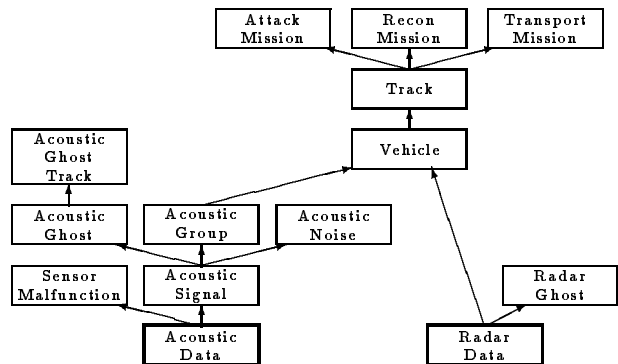 Attack
Mission
Recon
Mission
Transport
Mission
Track
Vehicle
Acoustic
Ghost
Track
Acoustic
Ghost
Acoustic
Group
Acoustic
Noise
Sensor
Malfunction
Acoustic
Signal
Radar
Ghost
Acoustic
Data
Radar
Data